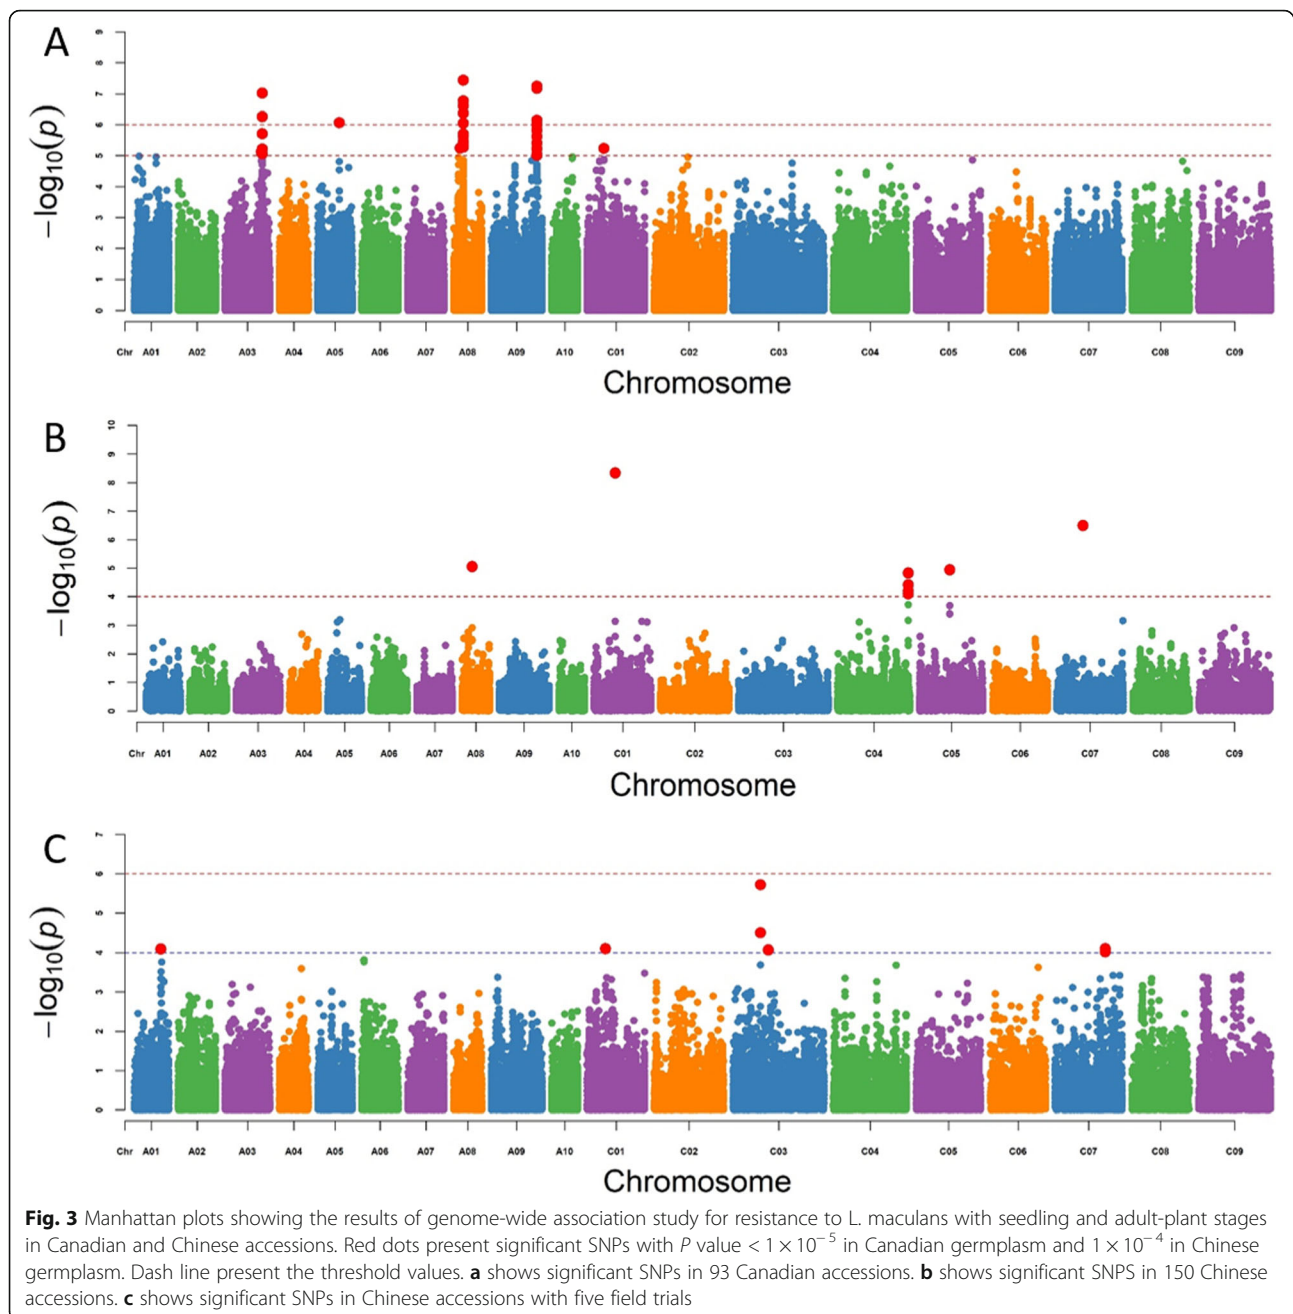 A
9
8
7
6
5
4
3
2
1
0
−log10(p)
Chr A01 A02 A03 A04 A05 A06 A07 A08 A09 A10 C01 C02 C03 C04 C05 C06 C07 C08 C09
Chromosome
B
10
9
8
7
6
5
4
3
2
1
0
−log10(p)
Chr A01 A02 A03 A04 A05 A06 A07 A08 A09 A10 C01 C02 C03 C04 C05 C06 C07 C08 C09
Chromosome
C
7
6
5
4
3
2
1
0
−log10(p)
Chr A01 A02 A03 A04 A05 A06 A07 A08 A09 A10 C01 C02 C03 C04 C05 C06 C07 C08 C09
Chromosome
Fig. 3 Manhattan plots showing the results of genome-wide association study for resistance to L. maculans with seedling and adult-plant stages
in Canadian and Chinese accessions. Red dots present significant SNPs with P value < 1 × 10⁻⁵ in Canadian germplasm and 1 × 10⁻⁴ in Chinese
germplasm. Dash line present the threshold values. a shows significant SNPs in 93 Canadian accessions. b shows significant SNPS in 150 Chinese
accessions. c shows significant SNPs in Chinese accessions with five field trials